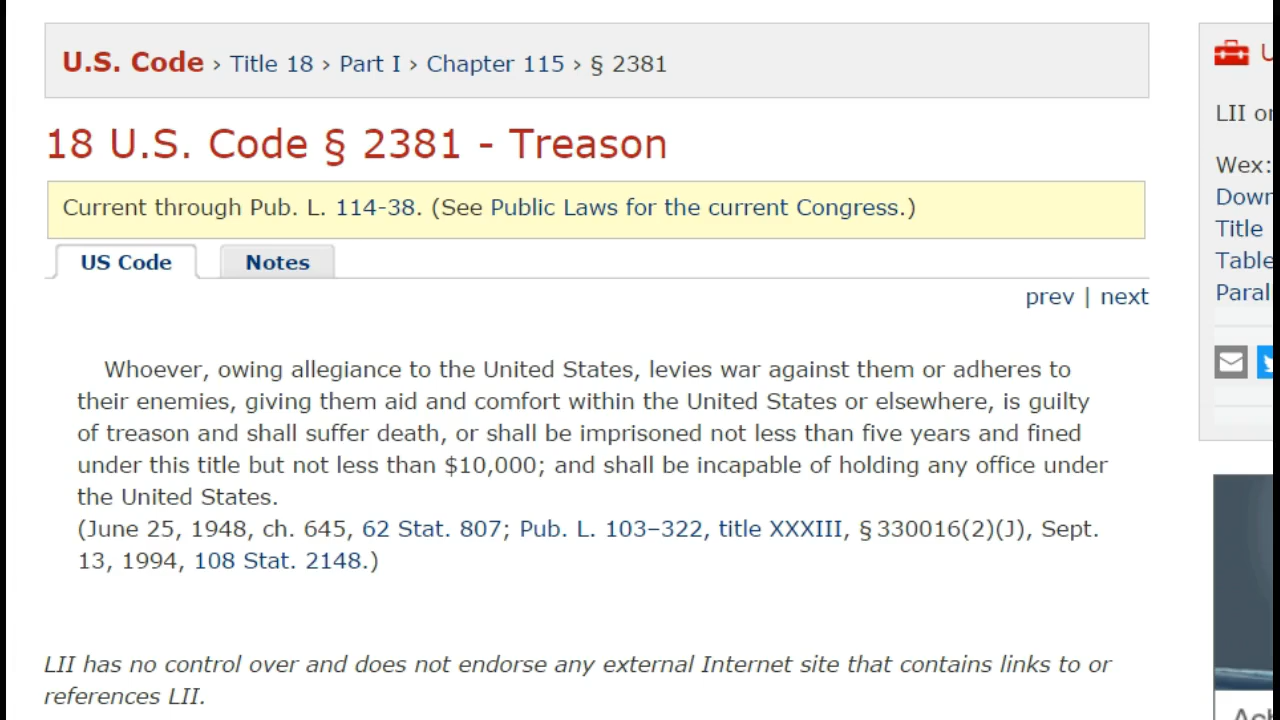 U.S. Code › Title 18 › Part I › Chapter 115 › § 2381
18 U.S. Code § 2381 - Treason
Current through Pub. L. 114-38. (See Public Laws for the current Congress.)
US Code Notes
prev | next
Whoever, owing allegiance to the United States, levies war against them or adheres to
their enemies, giving them aid and comfort within the United States or elsewhere, is guilty
of treason and shall suffer death, or shall be imprisoned not less than five years and fined
under this title but not less than $10,000; and shall be incapable of holding any office under
the United States.
(June 25, 1948, ch. 645, 62 Stat. 807; Pub. L. 103–322, title XXXIII, § 330016(2)(J), Sept.
13, 1994, 108 Stat. 2148.)
LII has no control over and does not endorse any external Internet site that contains links to or
references LII.
LII
Wex:
Title
Table